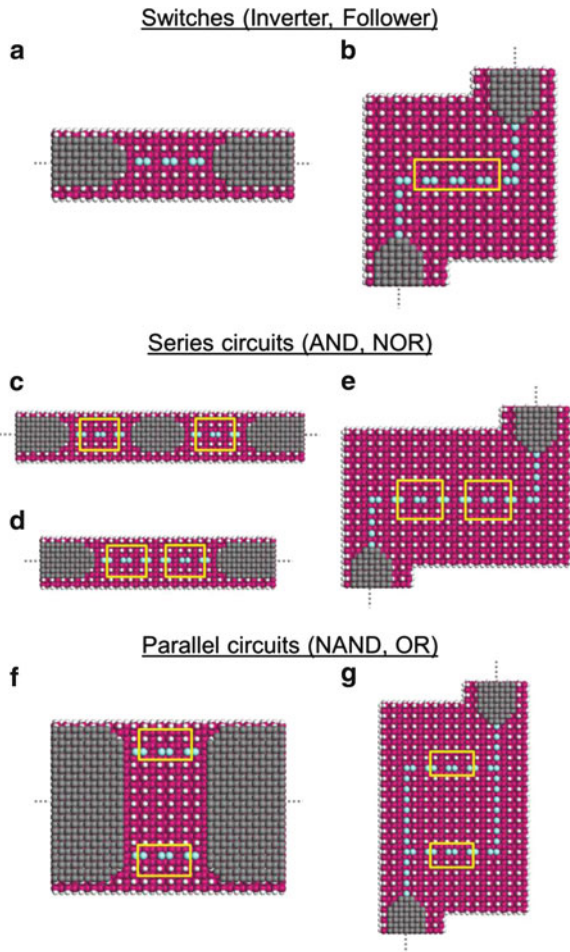 Switches (Inverter, Follower)
a
b
Series circuits (AND, NOR)
c
e
d
Parallel circuits (NAND, OR)
f
g